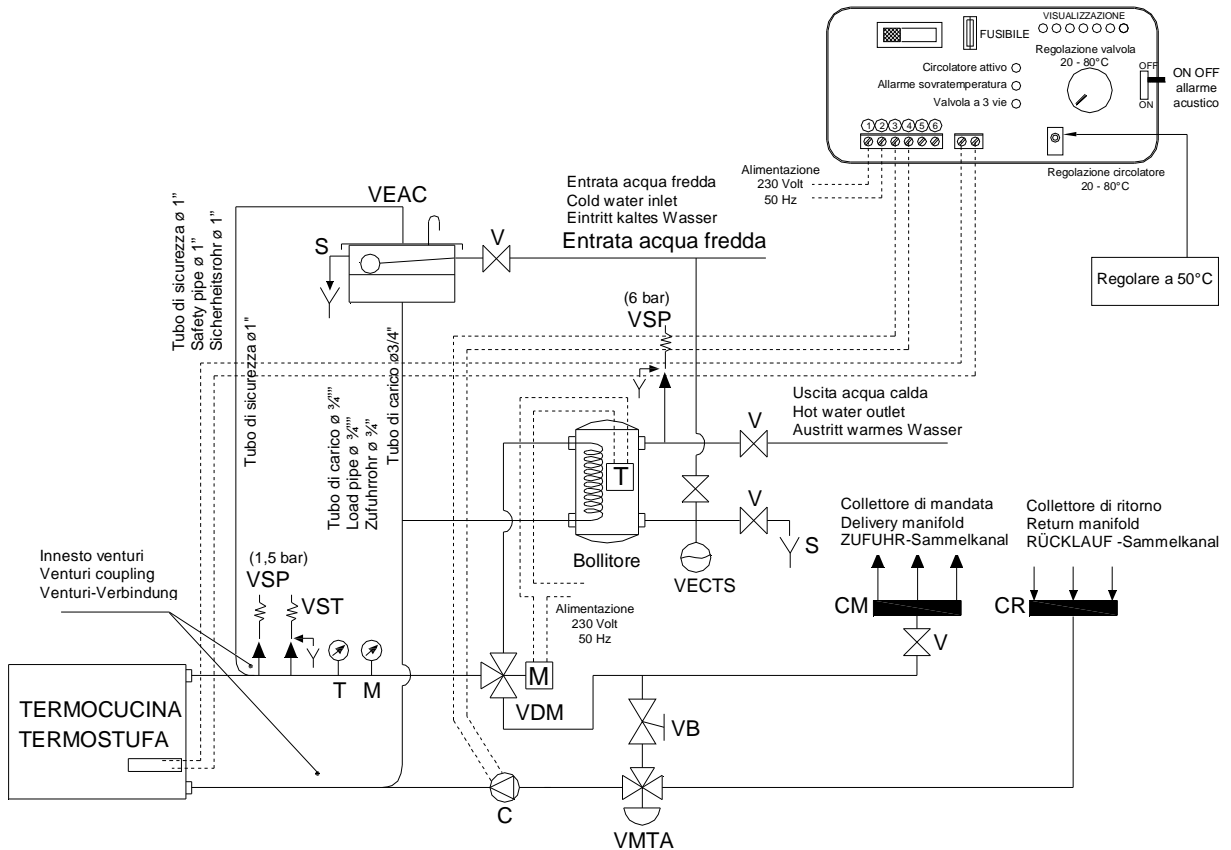 VISUALIZZAZIONE
FUSIBILE
Regolazione valvola
20 - 80°C
OFF
ON
ON OFF
allarme
acustico
Circolatore attivo
Allarme sovratemperatura
Valvola a 3 vie
1 2 3 4 5 6
Alimentazione
230 Volt
50 Hz
Regolazione circolatore
20 - 80°C
Regolare a 50°C
VEAC
S
V
Entrata acqua fredda
Cold water inlet
Eintritt kaltes Wasser
Entrata acqua fredda
Tubo di sicurezza ø 1”
Safety pipe ø 1”
Sicherheitsrohr ø 1”
Tubo di sicurezza ø1”
Tubo di carico ø3/4”
Tubo di carico ø ¾””
Load pipe ø ¾””
Zufuhrrohr ø ¾”
(6 bar)
VSP
Uscita acqua calda
Hot water outlet
Austritt warmes Wasser
V
T
Bollitore
V
S
VECTS
Collettore di mandata
Delivery manifold
ZUFUHR-Sammelkanal
Collettore di ritorno
Return manifold
RÜCKLAUF -Sammelkanal
CM
CR
V
Innesto venturi
Venturi coupling
Venturi-Verbindung
(1,5 bar)
VSP
VST
T
M
Alimentazione
230 Volt
50 Hz
M
VDM
VB
TERMOCUCINA
TERMOSTUFA
C
VMTA